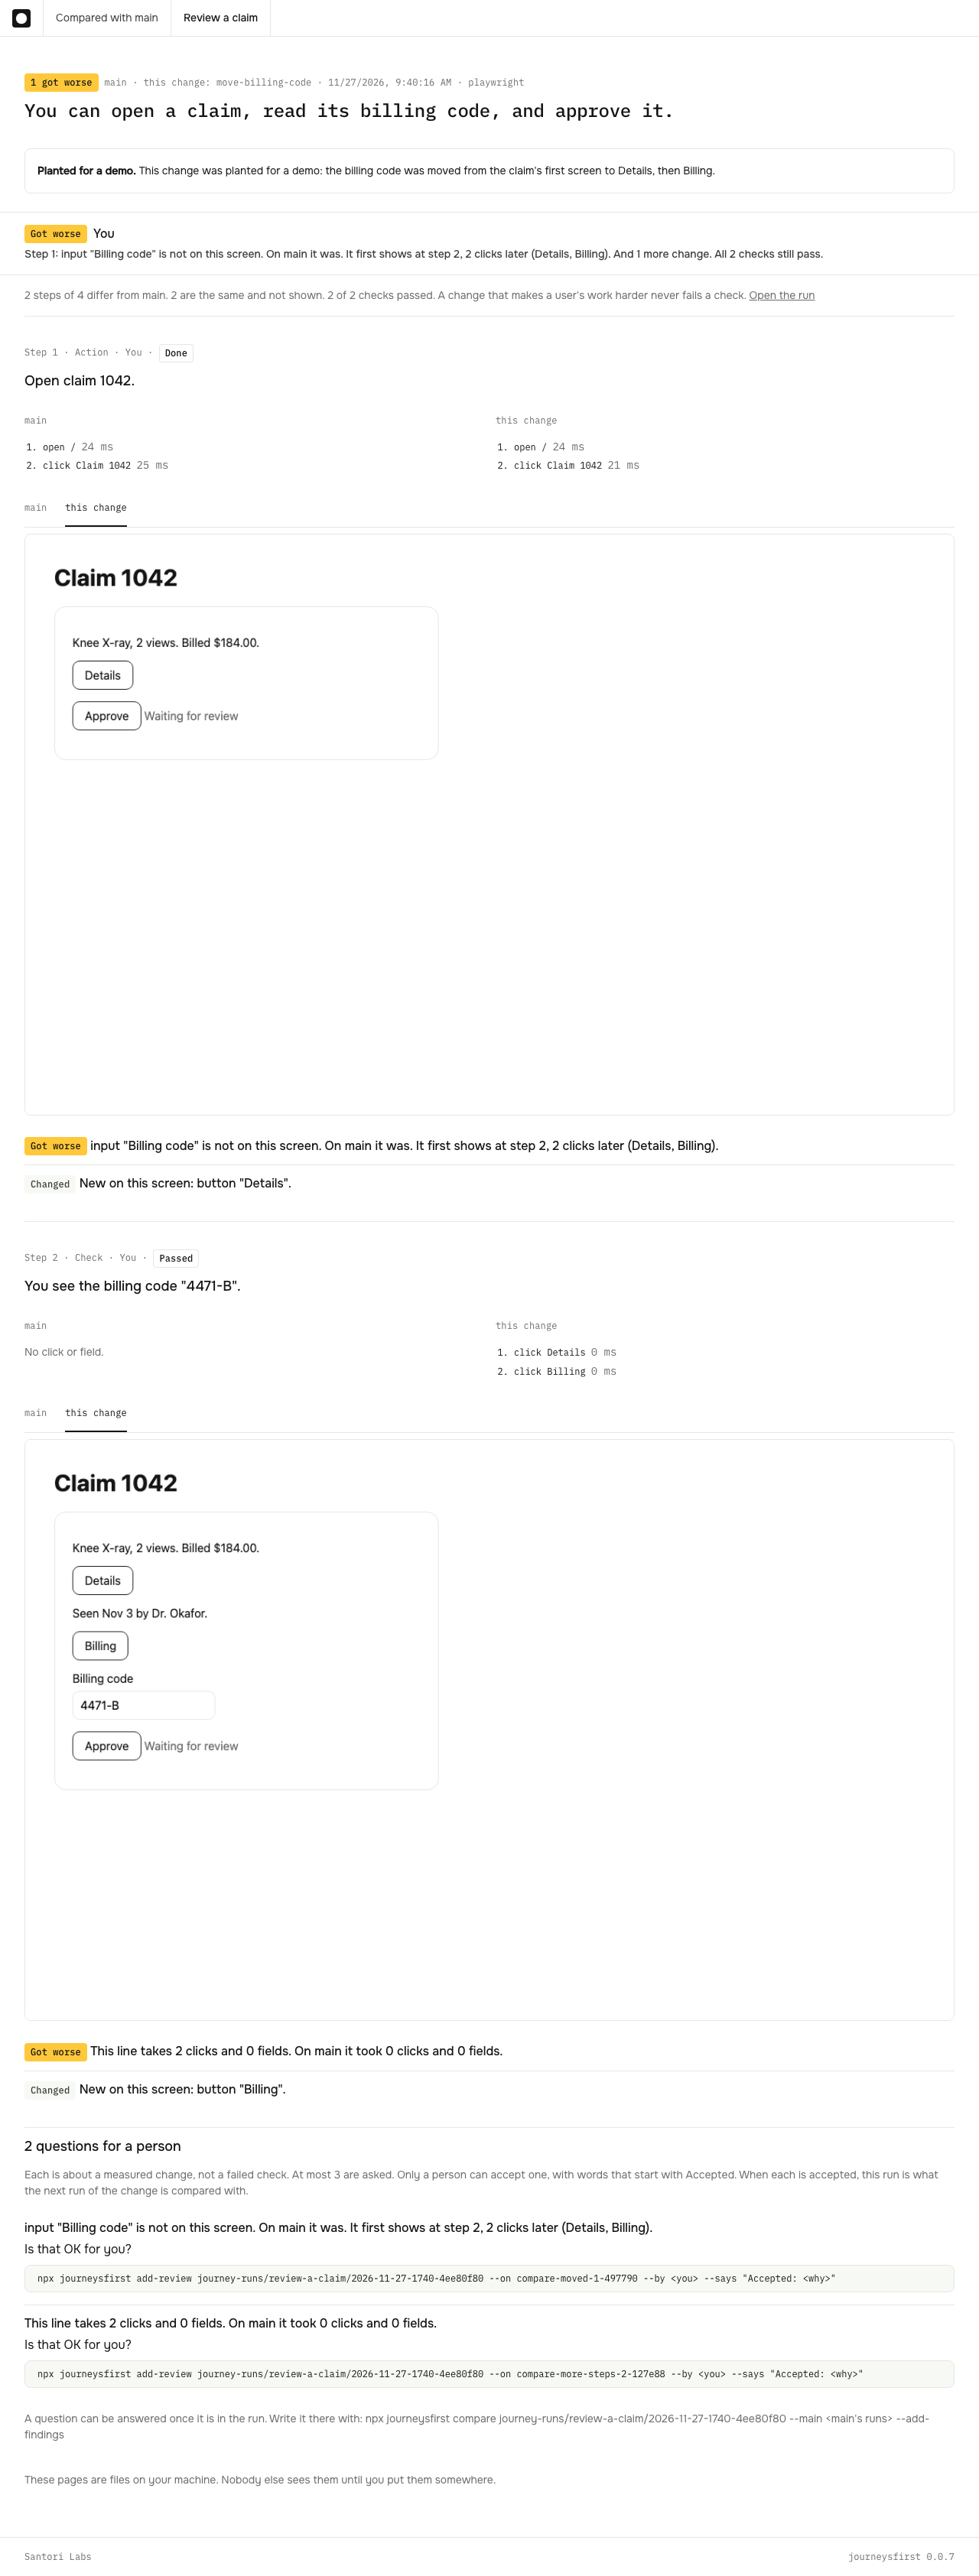 Compared with main
Review a claim
1 got worse main · this change: move-billing-code · 11/27/2026, 9:40:16 AM · playwright
You can open a claim, read its billing code, and approve it.
Planted for a demo. This change was planted for a demo: the billing code was moved from the claim's first screen to Details, then Billing.
Got worse You
Step 1: input "Billing code" is not on this screen. On main it was. It first shows at step 2, 2 clicks later (Details, Billing). And 1 more change. All 2 checks still pass.
2 steps of 4 differ from main. 2 are the same and not shown. 2 of 2 checks passed. A change that makes a user's work harder never fails a check. Open the run
Step 1 · Action · You · Done
Open claim 1042.
main
1. open / 24 ms
2. click Claim 1042 25 ms
this change
1. open / 24 ms
2. click Claim 1042 21 ms
main this change
Claim 1042
Knee X-ray, 2 views. Billed $184.00.
Details
Approve Waiting for review
Got worse input "Billing code" is not on this screen. On main it was. It first shows at step 2, 2 clicks later (Details, Billing).
Changed New on this screen: button "Details".
Step 2 · Check · You · Passed
You see the billing code "4471-B".
main
No click or field.
this change
1. click Details 0 ms
2. click Billing 0 ms
main this change
Claim 1042
Knee X-ray, 2 views. Billed $184.00.
Details
Seen Nov 3 by Dr. Okafor.
Billing
Billing code
4471-B
Approve Waiting for review
Got worse This line takes 2 clicks and 0 fields. On main it took 0 clicks and 0 fields.
Changed New on this screen: button "Billing".
2 questions for a person
Each is about a measured change, not a failed check. At most 3 are asked. Only a person can accept one, with words that start with Accepted. When each is accepted, this run is what
the next run of the change is compared with.
input "Billing code" is not on this screen. On main it was. It first shows at step 2, 2 clicks later (Details, Billing).
Is that OK for you?
npx journeysfirst add-review journey-runs/review-a-claim/2026-11-27-1740-4ee80f80 --on compare-moved-1-497790 --by <you> --says "Accepted: <why>"
This line takes 2 clicks and 0 fields. On main it took 0 clicks and 0 fields.
Is that OK for you?
npx journeysfirst add-review journey-runs/review-a-claim/2026-11-27-1740-4ee80f80 --on compare-more-steps-2-127e88 --by <you> --says "Accepted: <why>"
A question can be answered once it is in the run. Write it there with: npx journeysfirst compare journey-runs/review-a-claim/2026-11-27-1740-4ee80f80 --main <main's runs> --add-
findings
These pages are files on your machine. Nobody else sees them until you put them somewhere.
Santori Labs
journeysfirst 0.0.7